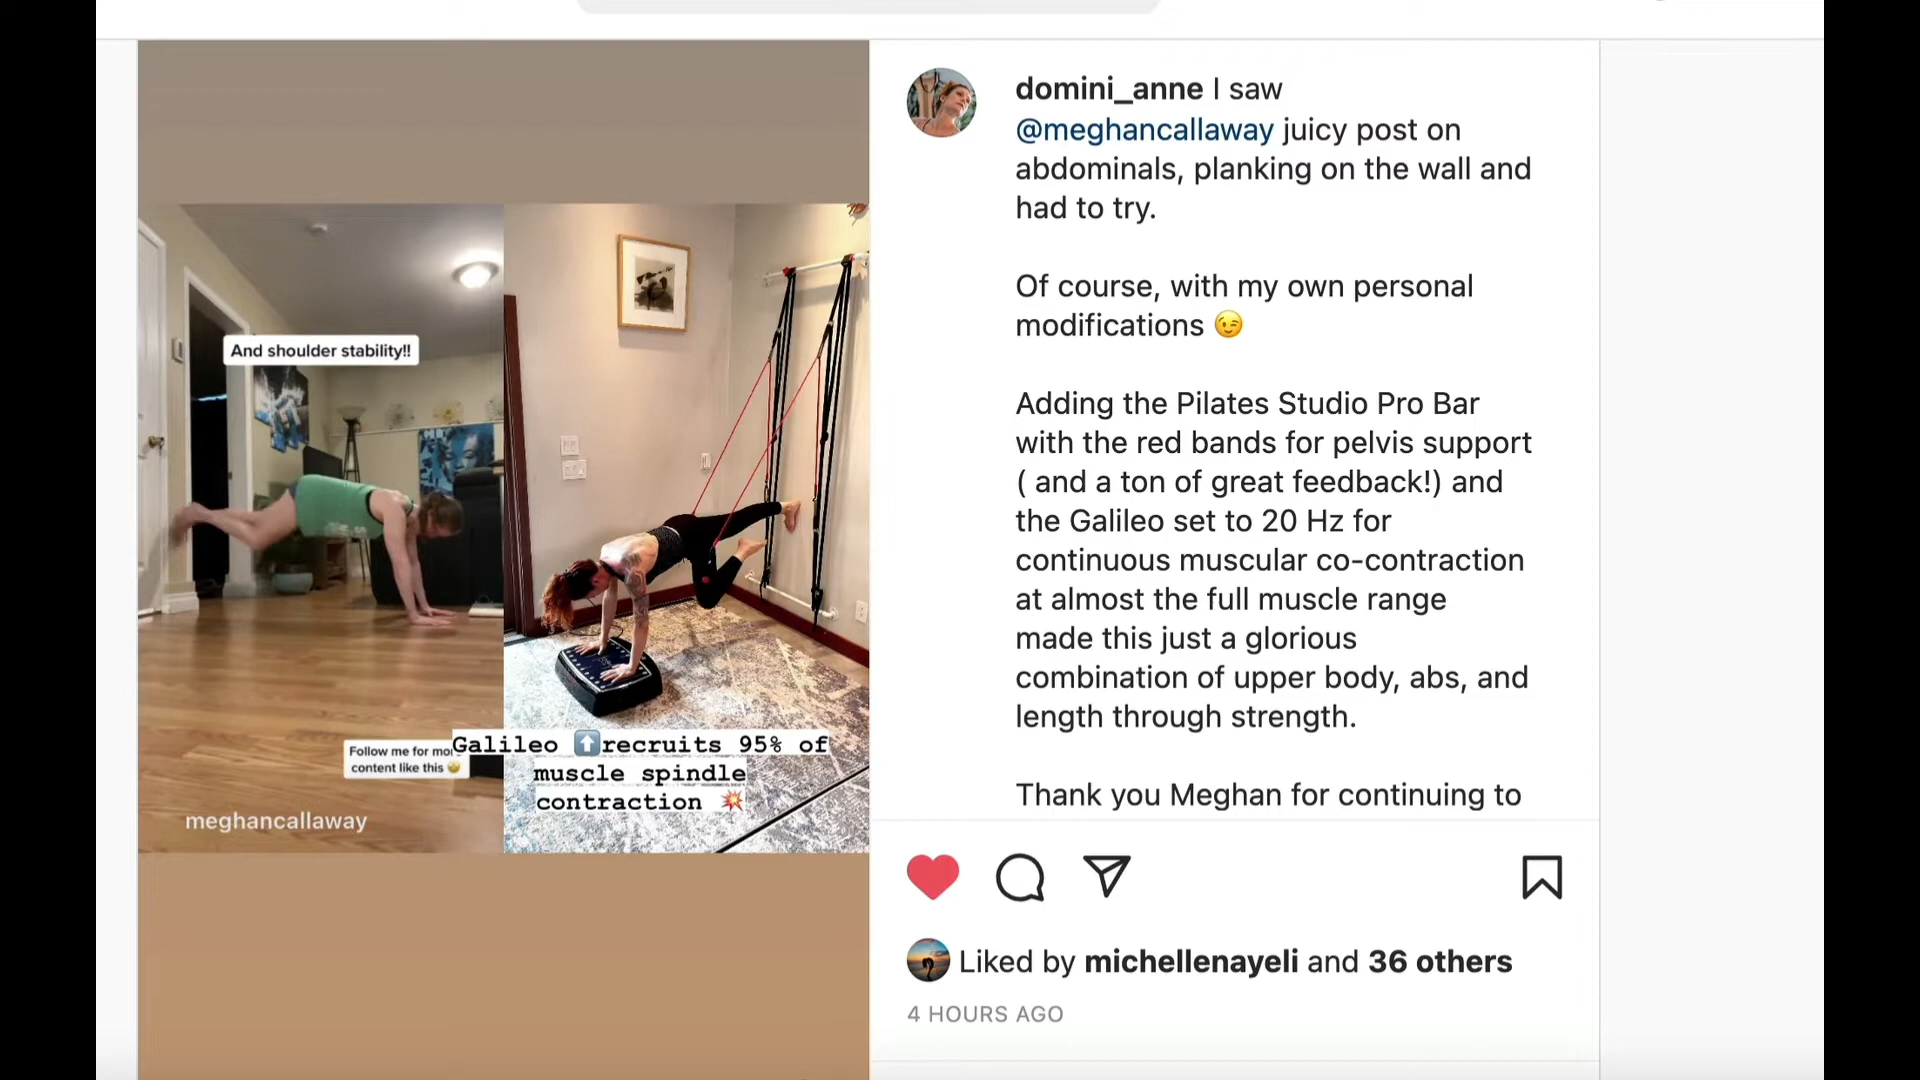 And shoulder stability!!
Follow me for mo
content like this 🤩
Galileo ⬆️recruits 95% of
muscle spindle
contraction 💥
meghancallaway
domini_anne I saw
@meghancallaway juicy post on
abdominals, planking on the wall and
had to try.
Of course, with my own personal
modifications 😉
Adding the Pilates Studio Pro Bar
with the red bands for pelvis support
( and a ton of great feedback!) and
the Galileo set to 20 Hz for
continuous muscular co-contraction
at almost the full muscle range
made this just a glorious
combination of upper body, abs, and
length through strength.
Thank you Meghan for continuing to
Liked by michellenayeli and 36 others
4 HOURS AGO